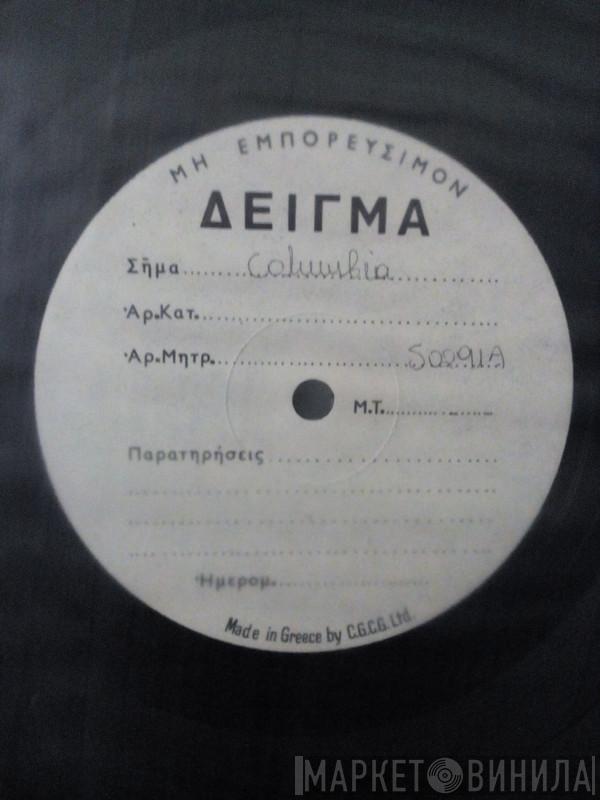 ΜΗ ΕΜΠΟΡΕΥΣΙΜΟΝ
ΔΕΙΓΜΑ
Σῆμα Columbia
Ἀρ.Κατ.
Ἀρ.Μητρ. 50291A
Μ.Τ.
Παρατηρήσεις
Ἡμερομ.
Made in Greece by C.G.C.G. Ltd.
МАРКЕТ ВИНИЛА